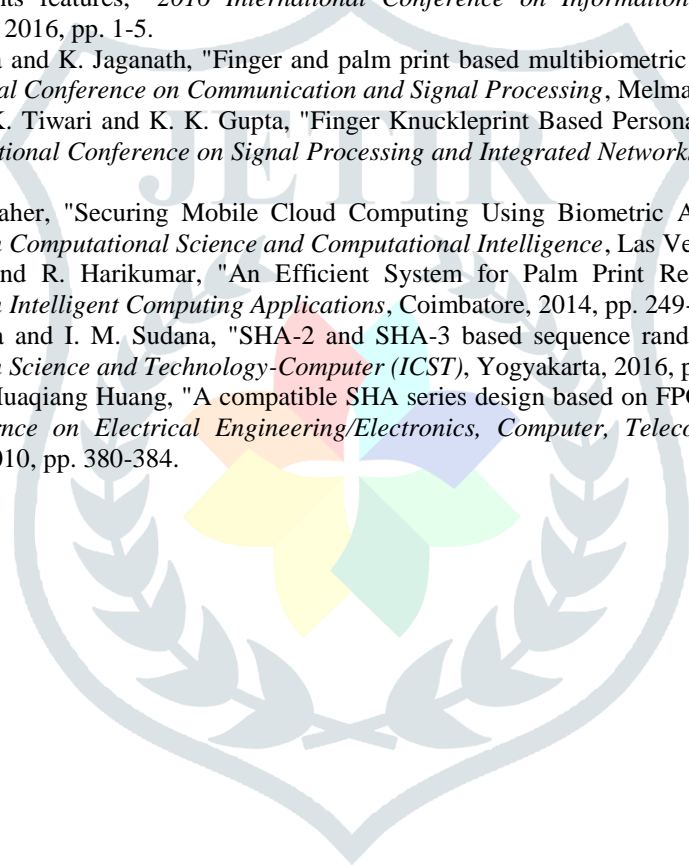 features, "2016 International Conference on Information
2016, pp. 1-5.
and K. Jaganath, "Finger and palm print based multibiometric
Conference on Communication and Signal Processing, Melma
K. Tiwari and K. K. Gupta, "Finger Knuckleprint Based Persona
Conference on Signal Processing and Integrated Network
JETIR
aher, "Securing Mobile Cloud Computing Using Biometric A
Computational Science and Computational Intelligence, Las Ve
nd R. Harikumar, "An Efficient System for Palm Print Re
Intelligent Computing Applications, Coimbatore, 2014, pp. 249-
and I. M. Sudana, "SHA-2 and SHA-3 based sequence rand
Science and Technology-Computer (ICST), Yogyakarta, 2016, p
Huaqiang Huang, "A compatible SHA series design based on FPG
rnce on Electrical Engineering/Electronics, Computer, Teleco
010, pp. 380-384.